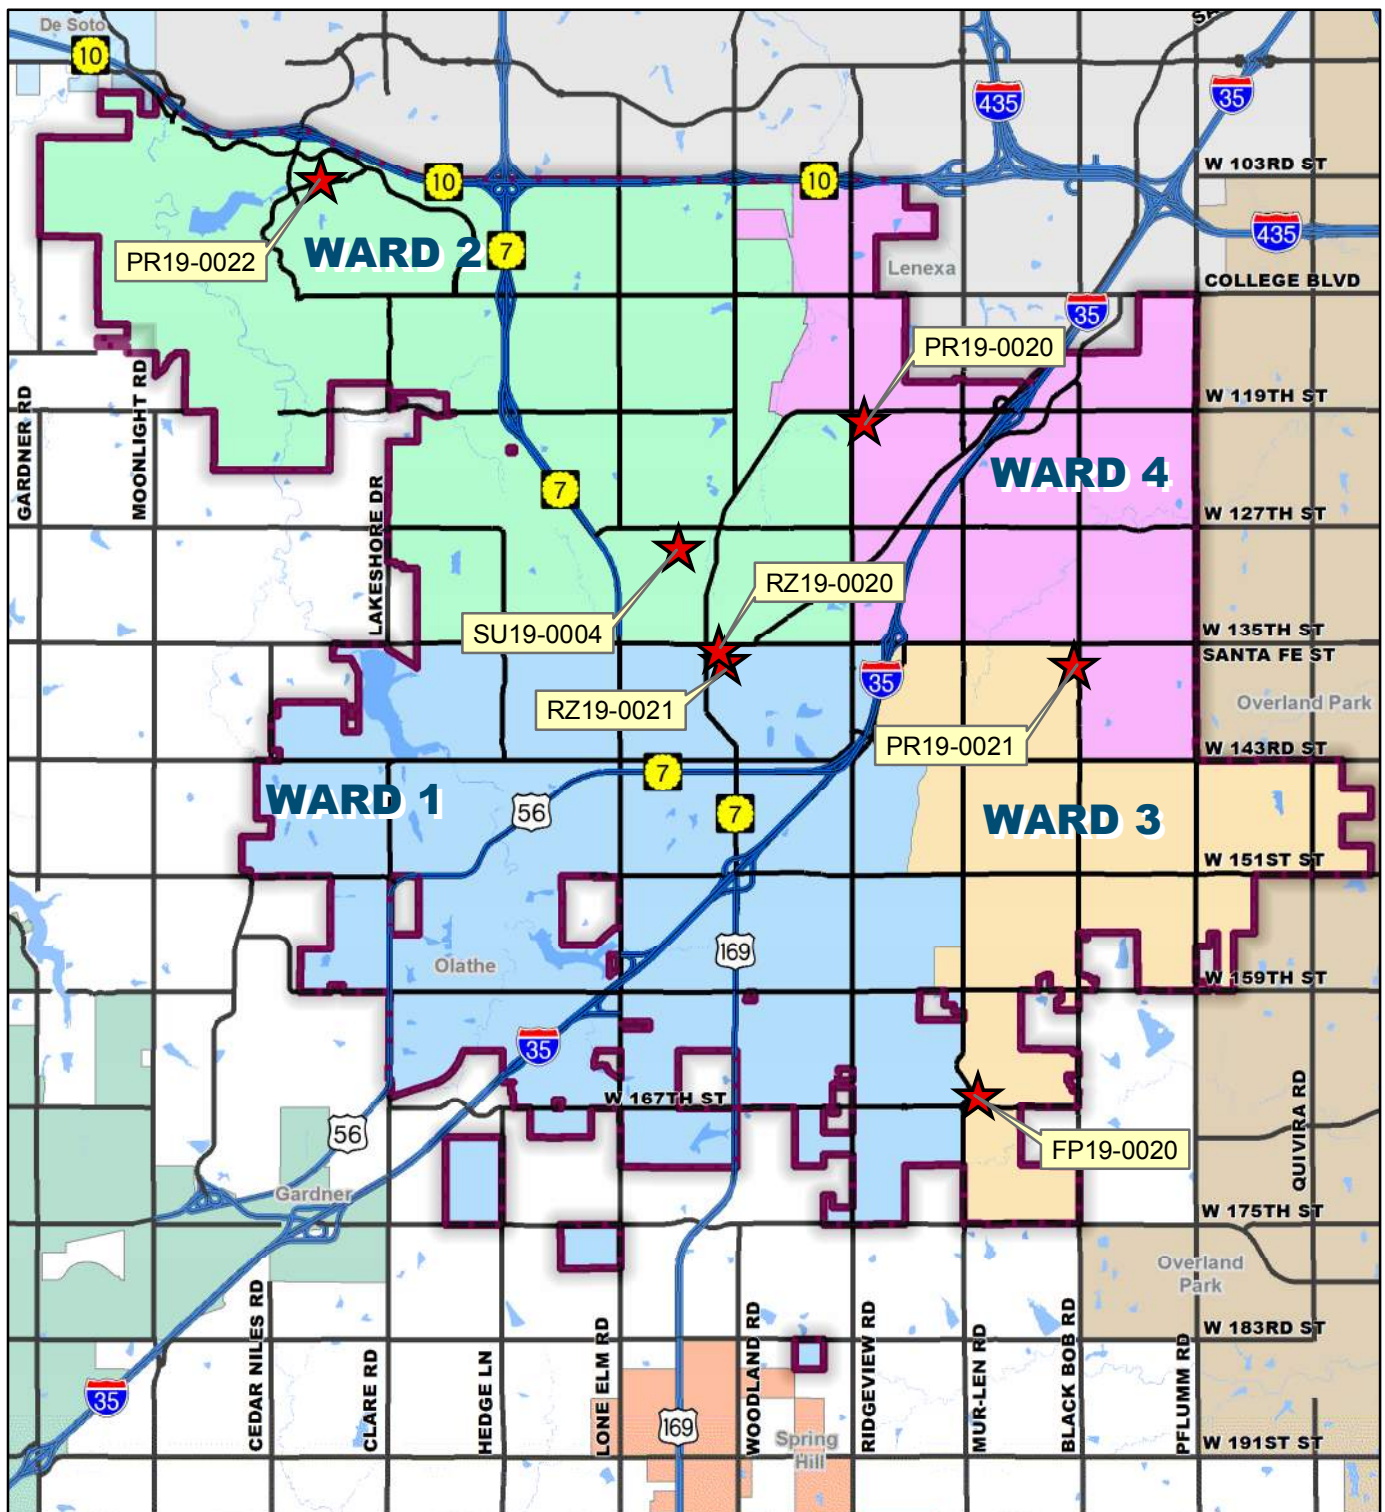 De Soto
10
435
35
W 103RD ST
10
10
PR19-0022
WARD 2
7
435
Lenexa
COLLEGE BLVD
35
PR19-0020
W 119TH ST
GARDNER RD
MOONLIGHT RD
WARD 4
7
LAKESHORE DR
W 127TH ST
RZ19-0020
SU19-0004
W 135TH ST
SANTA FE ST
35
Overland Park
RZ19-0021
PR19-0021
W 143RD ST
7
WARD 1
56
7
WARD 3
W 151ST ST
169
Olathe
W 159TH ST
35
W 167TH ST
56
FP19-0020
QUIVIRA RD
Gardner
W 175TH ST
Overland
Park
CEDAR NILES RD
CLARE RD
HEDGE LN
LONE ELM RD
WOODLAND RD
RIDGEVIEW RD
MUR-LEN RD
BLACK BOB RD
PFLUMM RD
W 183RD ST
35
169
Spring
Hill
W 191ST ST